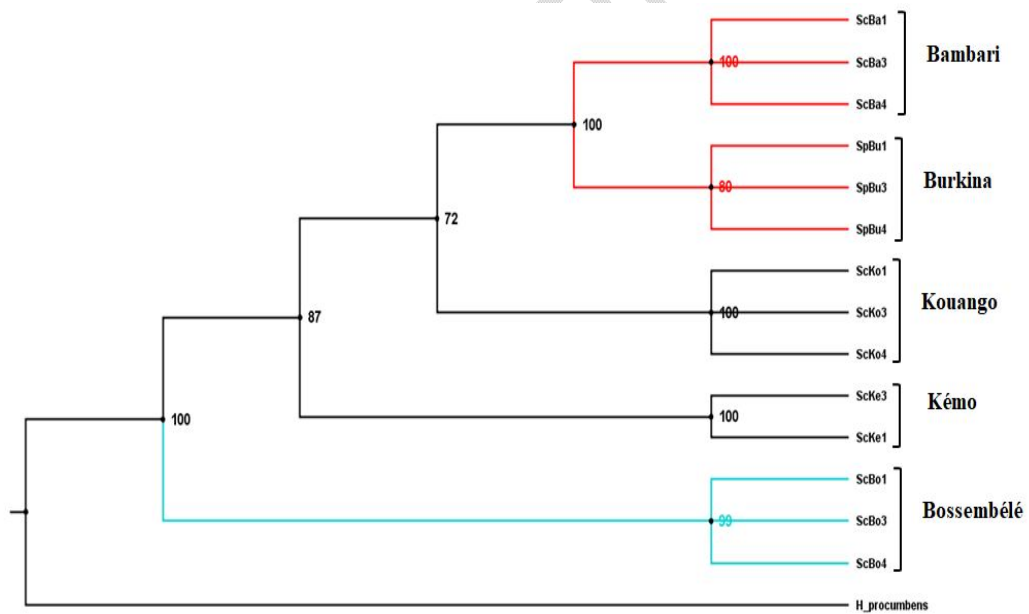 ScBa1
ScBa3
ScBa4
Bambari
100
100
SpBu1
SpBu3
SpBu4
Burkina
80
72
ScKo1
ScKo3
ScKo4
Kouango
100
87
ScKe3
ScKe1
Kémo
100
100
ScBo1
ScBo3
ScBo4
Bossembélé
99
H_procumbens